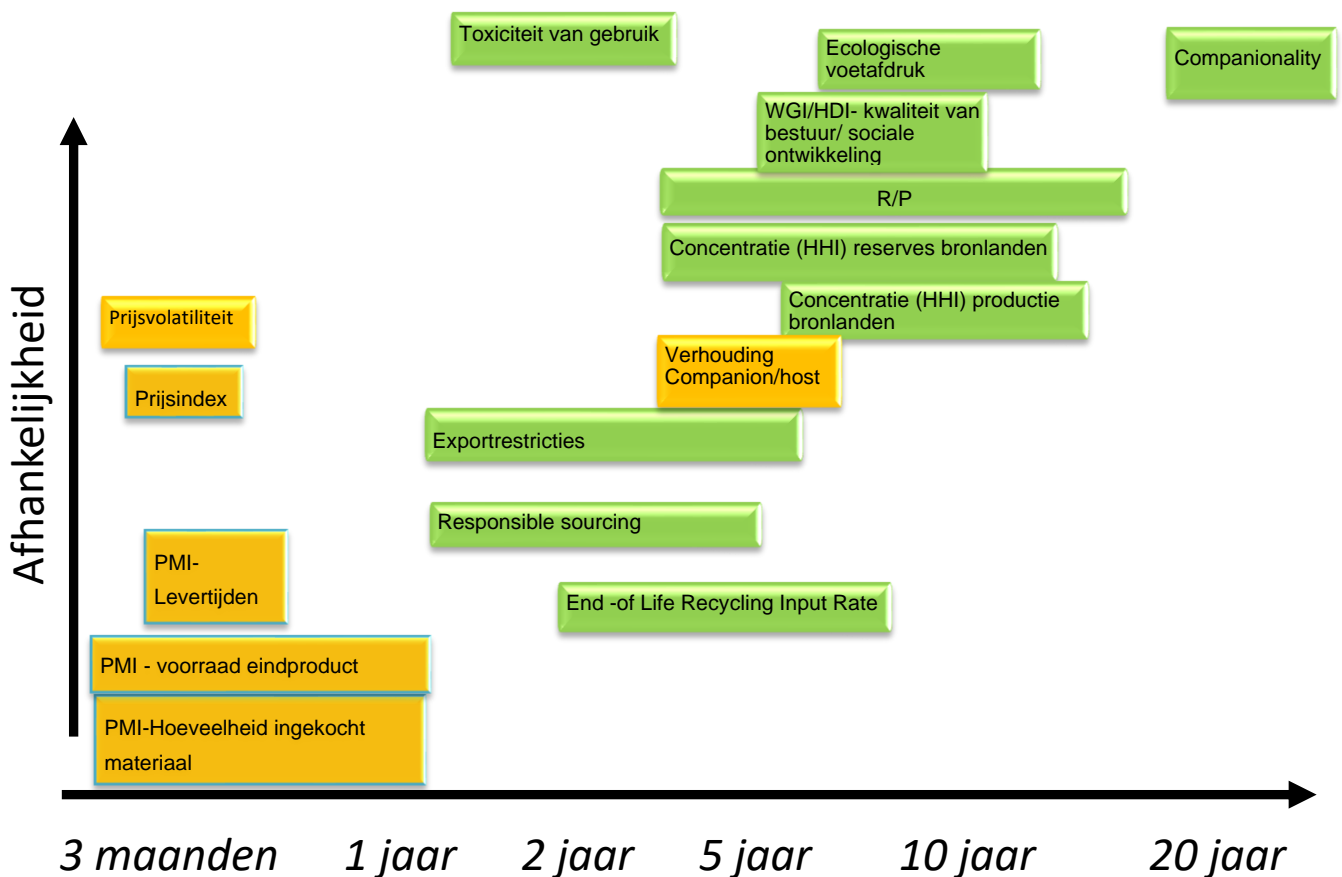 Toxiciteit van gebruik
Ecologische
voetafdruk
Companionality
WGI/HDI- kwaliteit van
bestuur/ sociale
ontwikkeling
R/P
Concentratie (HHI) reserves bronlanden
Concentratie (HHI) productie
bronlanden
Prijsvolatiliteit
Verhouding
Companion/host
Prijsindex
Exportrestricties
Responsible sourcing
PMI-
Levertijden
End -of Life Recycling Input Rate
PMI - voorraad eindproduct
PMI-Hoeveelheid ingekocht
materiaal
Afhankelijkheid
3 maanden 1 jaar 2 jaar 5 jaar 10 jaar 20 jaar